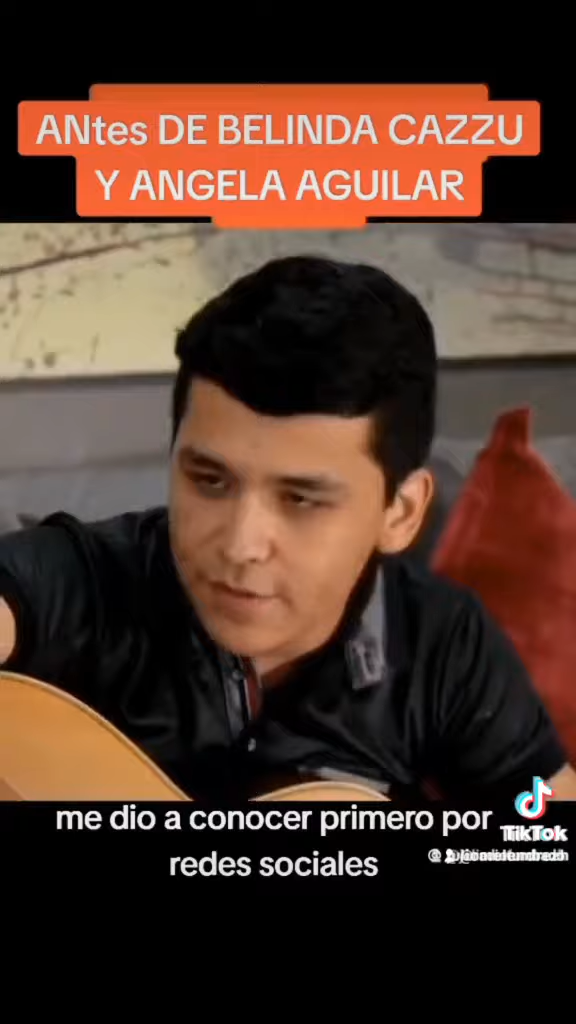 ANtes DE BELINDA CAZZU
Y ANGELA AGUILAR
me dio a conocer primero por
redes sociales
TikTok